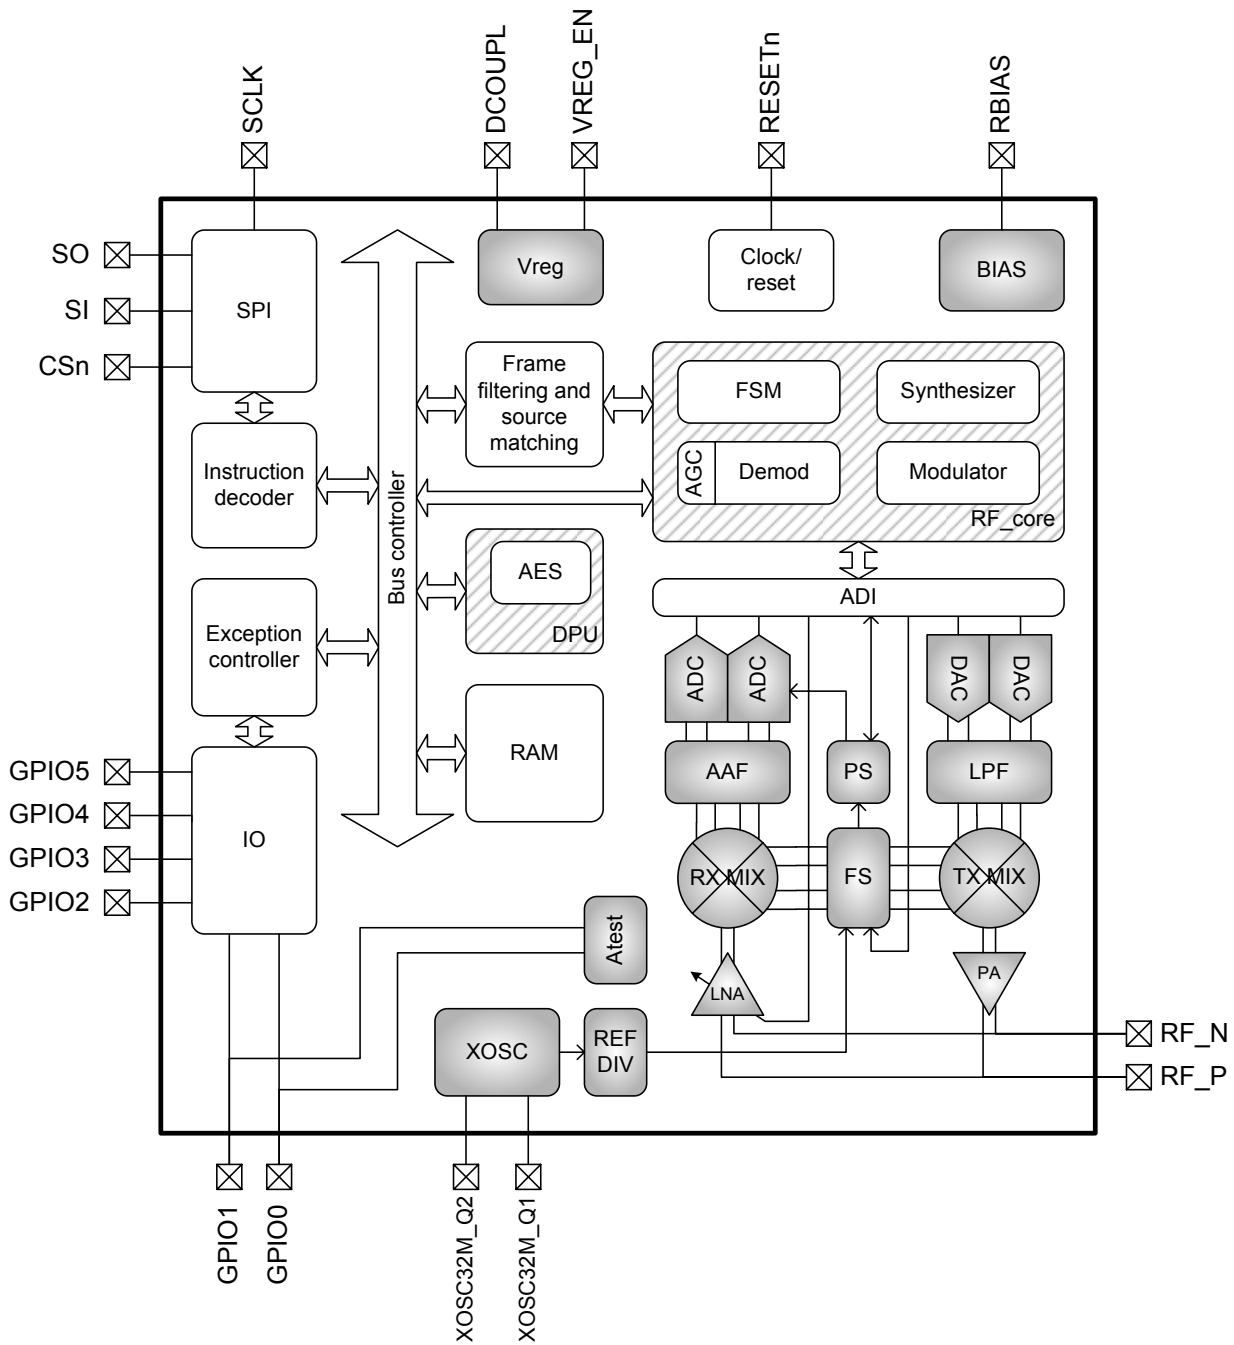 SCLK
DCOUPL
VREG_EN
RESETn
RBIAS
SO
SI
CSn
SPI
Vreg
Clock/
reset
BIAS
Frame
filtering and
source
matching
FSM
Synthesizer
AGC
Demod
Modulator
RF_core
Instruction
decoder
Bus controller
AES
DPU
ADI
Exception
controller
ADC
ADC
DAC
DAC
RAM
AAF
PS
LPF
GPIO5
GPIO4
GPIO3
GPIO2
IO
RX MIX
FS
TX MIX
Atest
LNA
PA
XOSC
REF
DIV
RF_N
RF_P
GPIO1
GPIO0
XOSC32M_Q2
XOSC32M_Q1